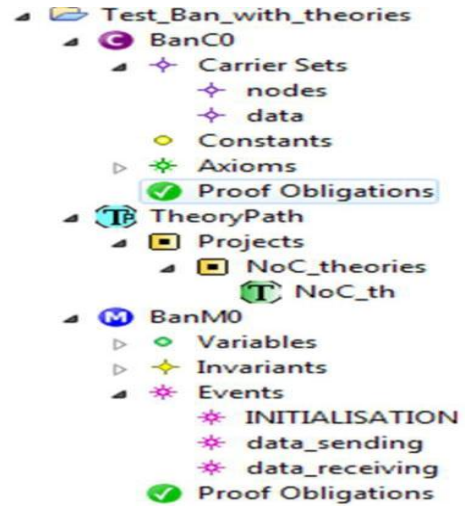 Test_Ban_with_theories
C BanC0
Carrier Sets
nodes
data
Constants
Axioms
Proof Obligations
TP TheoryPath
Projects
NoC_theories
T NoC_th
M BanM0
Variables
Invariants
Events
INITIALISATION
data_sending
data_receiving
Proof Obligations